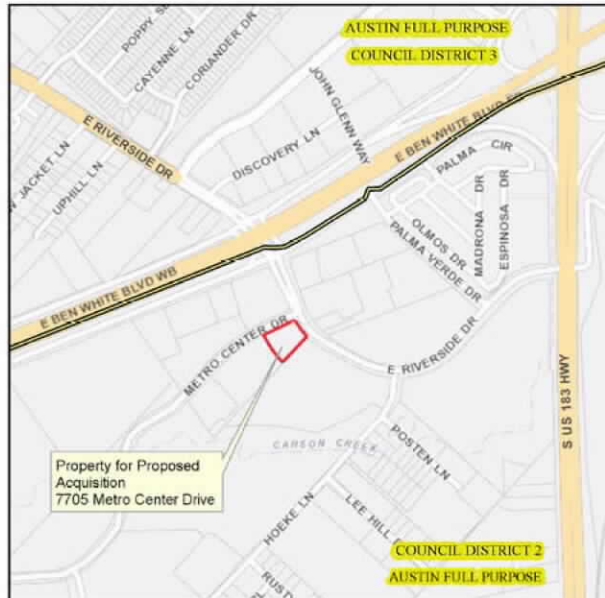 AUSTIN FULL PURPOSE
COUNCIL DISTRICT 3
CAYENNE LN
CORIANDER DR
JOHN GLENN WAY
E BEN WHITE BLVD
E RIVERSIDE DR
DISCOVERY LN
PALMA CIR
JACKET LN
UPHILL LN
OLMOS DR
PALMA VERDE DR
MADRONA DR
ESPINOSA DR
E BEN WHITE BLVD WB
METRO CENTER DR
E RIVERSIDE DR
S US 183 HWY
CARSON CREEK
POSTEN LN
Property for Proposed
Acquisition
7705 Metro Center Drive
HOEKE LN
LEE HILL
COUNCIL DISTRICT 2
AUSTIN FULL PURPOSE